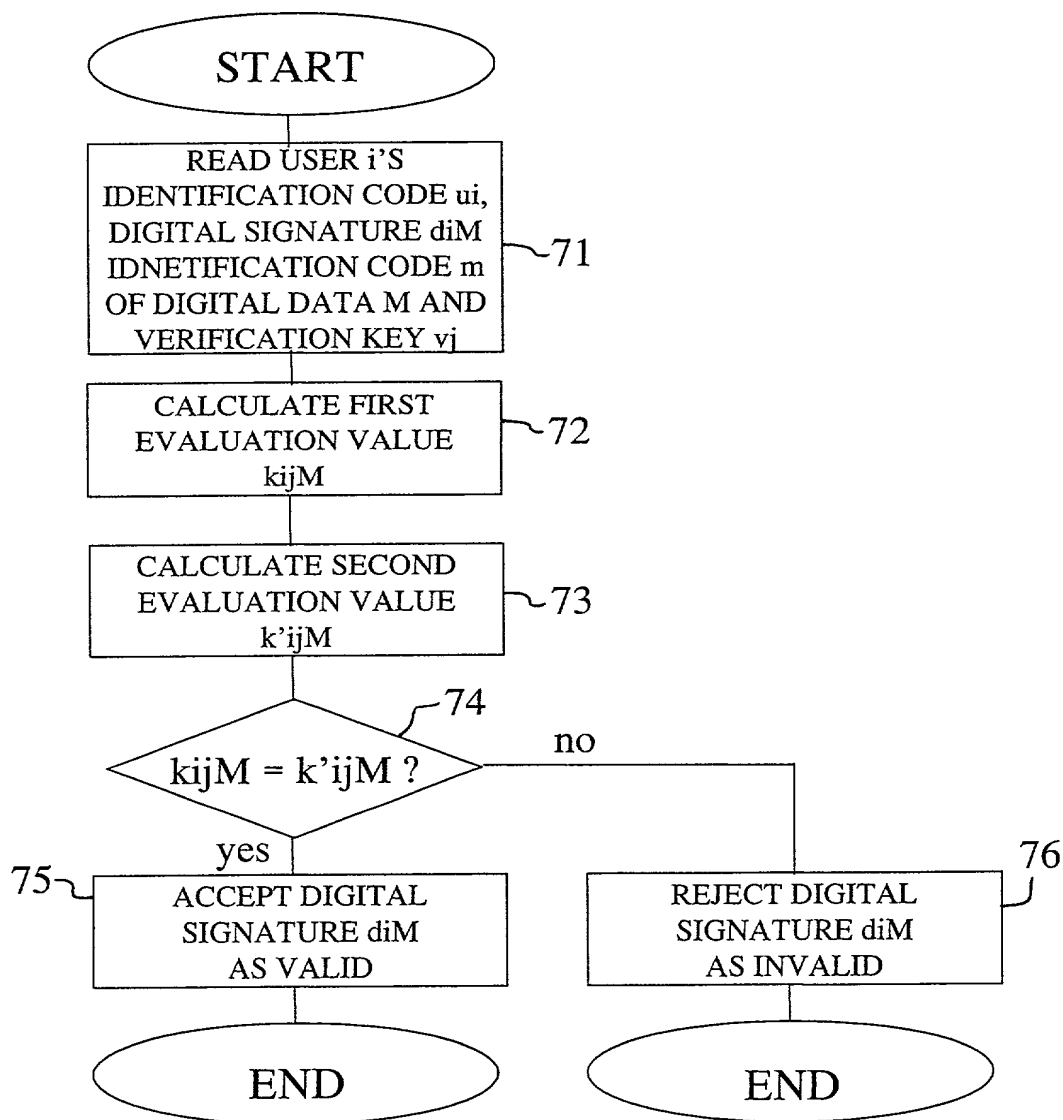 START
READ USER i'S
IDENTIFICATION CODE ui,
DIGITAL SIGNATURE diM
IDNETIFICATION CODE m
OF DIGITAL DATA M AND
VERIFICATION KEY vj
71
CALCULATE FIRST
EVALUATION VALUE
kijM
72
CALCULATE SECOND
EVALUATION VALUE
k'ijM
73
74
kijM = k'ijM ?
no
yes
75
ACCEPT DIGITAL
SIGNATURE diM
AS VALID
76
REJECT DIGITAL
SIGNATURE diM
AS INVALID
END
END